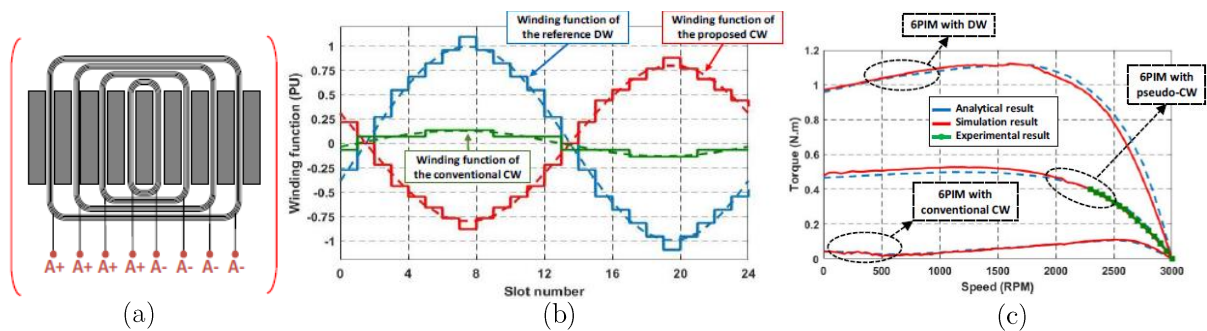 A+ A+ A+ A- A- A- A-
(a)
Winding function of
the reference DW
Winding function of
the proposed CW
Winding function of
the conventional CW
Winding function (PU)
1
0.75
0.5
0.25
0
-0.25
-0.5
-0.75
-1
0 4 8 12 16 20 24
Slot number
(b)
6PIM with DW
6PIM with
pseudo-CW
Analytical result
Simulation result
Experimental result
6PIM with
conventional CW
Torque (N.m)
1.2
1
0.8
0.6
0.4
0.2
0
0 500 1000 1500 2000 2500 3000
Speed (RPM)
(c)